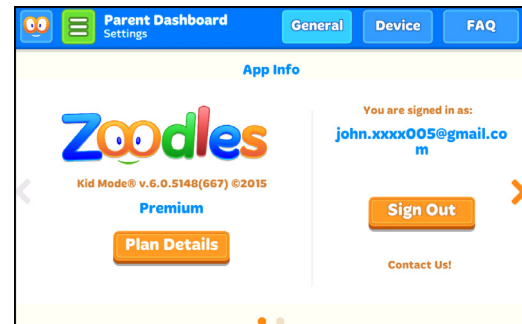 Parent Dashboard
Settings
General
Device
FAQ
App Info
Zoodles
Kid Mode® v.6.0.5148(667) ©2015
Premium
Plan Details
You are signed in as:
john.xxxx005@gmail.co
m
Sign Out
Contact Us!